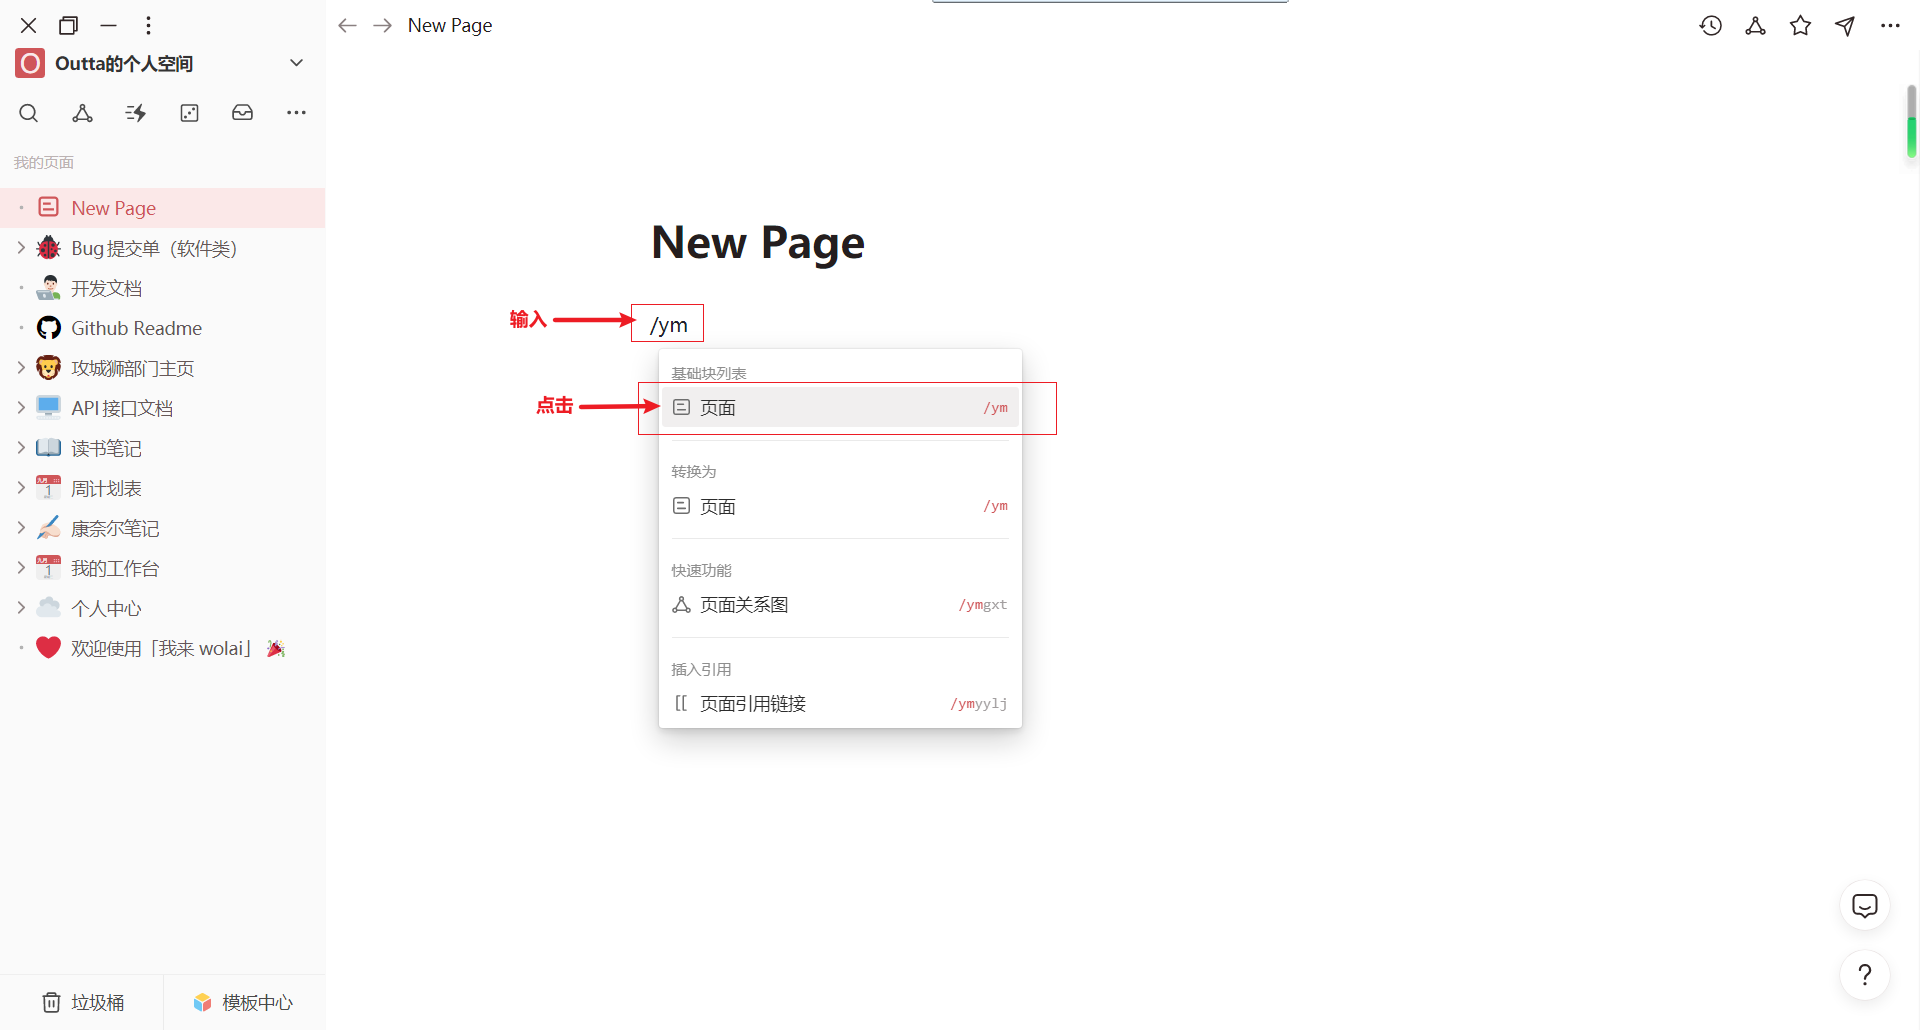 New Page
Outta的个人空间
我的页面
New Page
Bug 提交单（软件类）
开发文档
Github Readme
攻城狮部门主页
API 接口文档
读书笔记
周计划表
康奈尔笔记
我的工作台
个人中心
欢迎使用「我来 wolai」
垃圾桶
模板中心
New Page
输入
/ym
基础块列表
点击
页面 /ym
转换为
页面 /ym
快速功能
页面关系图 /ymgxt
插入引用
[[ 页面引用链接 /ymyylj